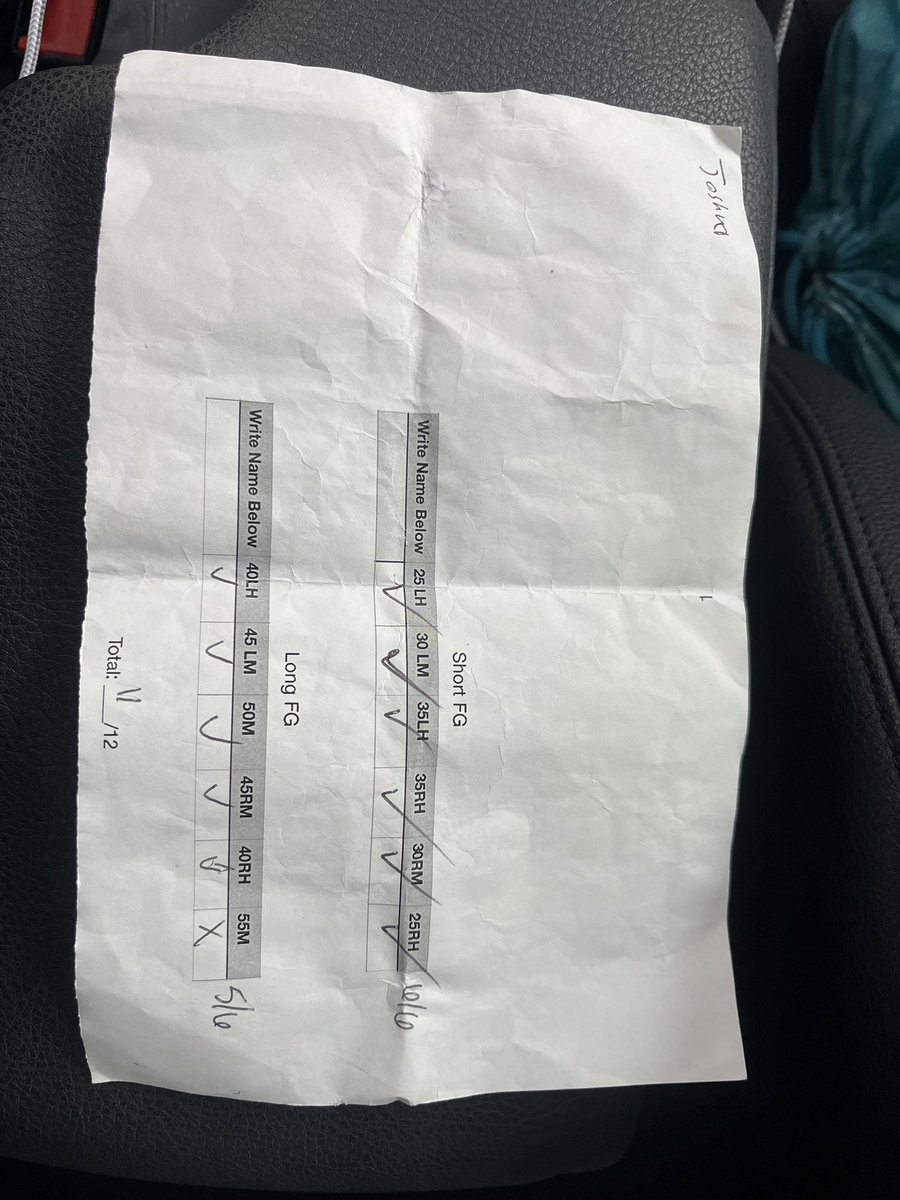 Joshua
Short FG
Write Name Below 25 LH 30 LM 35LH 35RH 30RM 25RH
✓ ✓ ✓ ✓ ✓ ✓ 6/6
Long FG
Write Name Below 40LH 45 LM 50M 45RM 40RH 55M
✓ ✓ ✓ ✓ ✓ X 5/6
Total: 11 /12